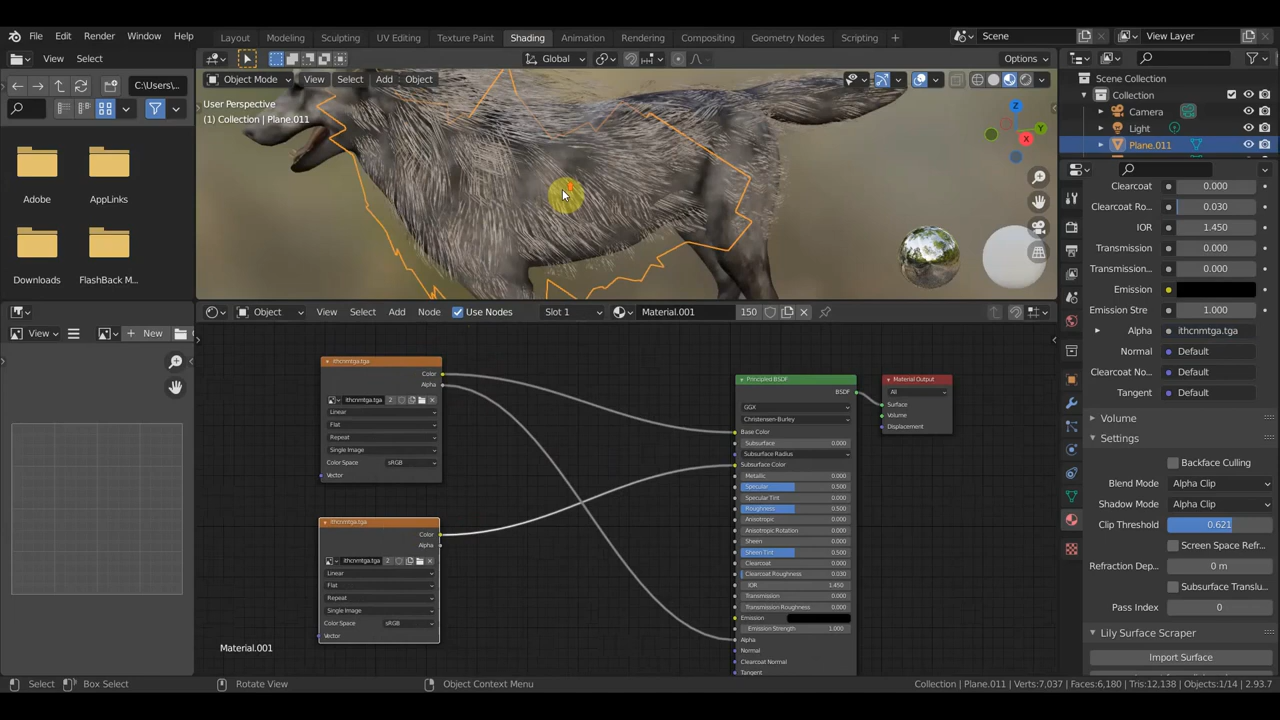 File Edit Render Window Help Layout Modeling Sculpting UV Editing Texture Paint Shading Animation Rendering Compositing Geometry Nodes Scripting + Scene View Layer
View Select Global Options
C:\Users\...
Object Mode View Select Add Object
User Perspective
(1) Collection | Plane.011
Z
Y
X
Adobe
AppLinks
Downloads
FlashBack M...
Scene Collection
Collection
Camera
Light
Plane.011
Clearcoat 0.000
Clearcoat Ro... 0.030
IOR 1.450
Transmission 0.000
Transmission... 0.000
Emission
Emission Stre... 1.000
Alpha ithcnmtga.tga
Normal Default
Clearcoat No... Default
Tangent Default
Volume
Settings
Backface Culling
Blend Mode Alpha Clip
Shadow Mode Alpha Clip
Clip Threshold 0.621
Screen Space Refr...
Refraction Dep... 0 m
Subsurface Translu...
Pass Index 0
Lily Surface Scraper
Import Surface
View + New
Object View Select Add Node Use Nodes Slot 1 Material.001 150
ithcnmtga.tga
Color
Alpha
ithcnmtga.tga 2
Linear
Flat
Repeat
Single Image
Color Space sRGB
Vector
ithcnmtga.tga
Color
Alpha
ithcnmtga.tga 2
Linear
Flat
Repeat
Single Image
Color Space sRGB
Vector
Principled BSDF
BSDF
GGX
Christensen-Burley
Base Color
Subsurface 0.000
Subsurface Radius
Subsurface Color
Metallic 0.000
Specular 0.500
Specular Tint 0.000
Roughness 0.500
Anisotropic 0.000
Anisotropic Rotation 0.000
Sheen 0.000
Sheen Tint 0.500
Clearcoat 0.000
Clearcoat Roughness 0.030
IOR 1.450
Transmission 0.000
Transmission Roughness 0.000
Emission
Emission Strength 1.000
Alpha
Normal
Clearcoat Normal
Tangent
Material Output
All
Surface
Volume
Displacement
Material.001
Select Box Select Rotate View Object Context Menu Collection | Plane.011 | Verts:7,037 | Faces:6,180 | Tris:12,138 | Objects:1/14 | 2.93.7